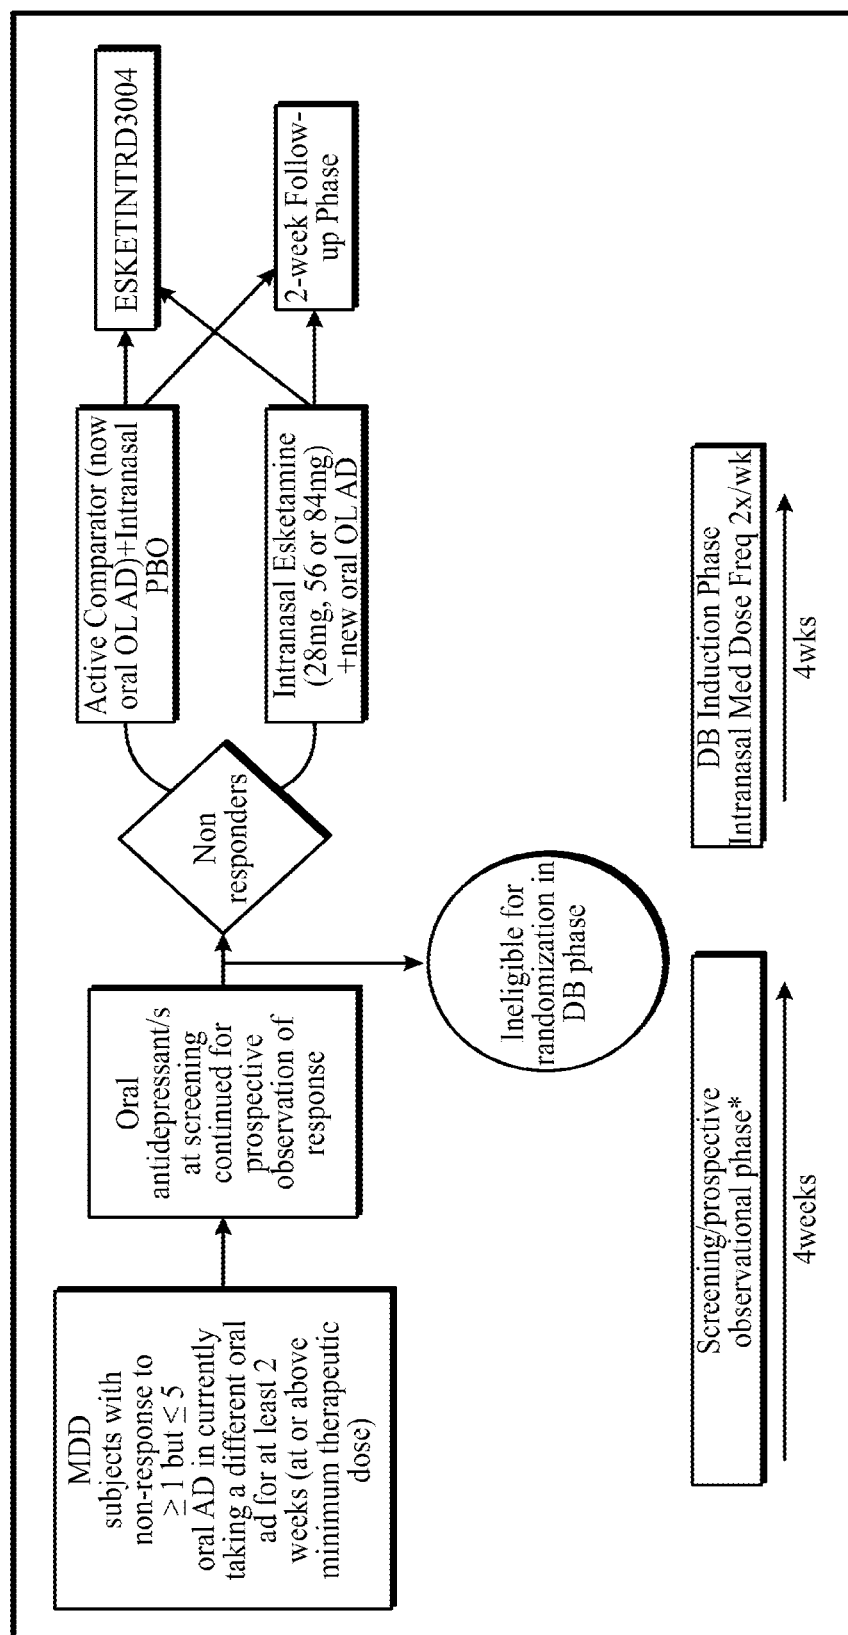 MDD
subjects with
non-response to
≥ 1 but ≤ 5
oral AD in currently
taking a different oral
ad for at least 2
weeks (at or above
minimum therapeutic
dose)
Oral
antidepressant/s
at screening
continued for
prospective
observation of
response
Non
responders
Ineligible for
randomization in
DB phase
Active Comparator (now
oral OL AD)+Intranasal
PBO
Intranasal Esketamine
(28mg, 56 or 84mg)
+new oral OL AD
ESKETINTRD3004
2-week Follow-
up Phase
Screening/prospective
observational phase*
4weeks
DB Induction Phase
Intranasal Med Dose Freq 2x/wk
4wks